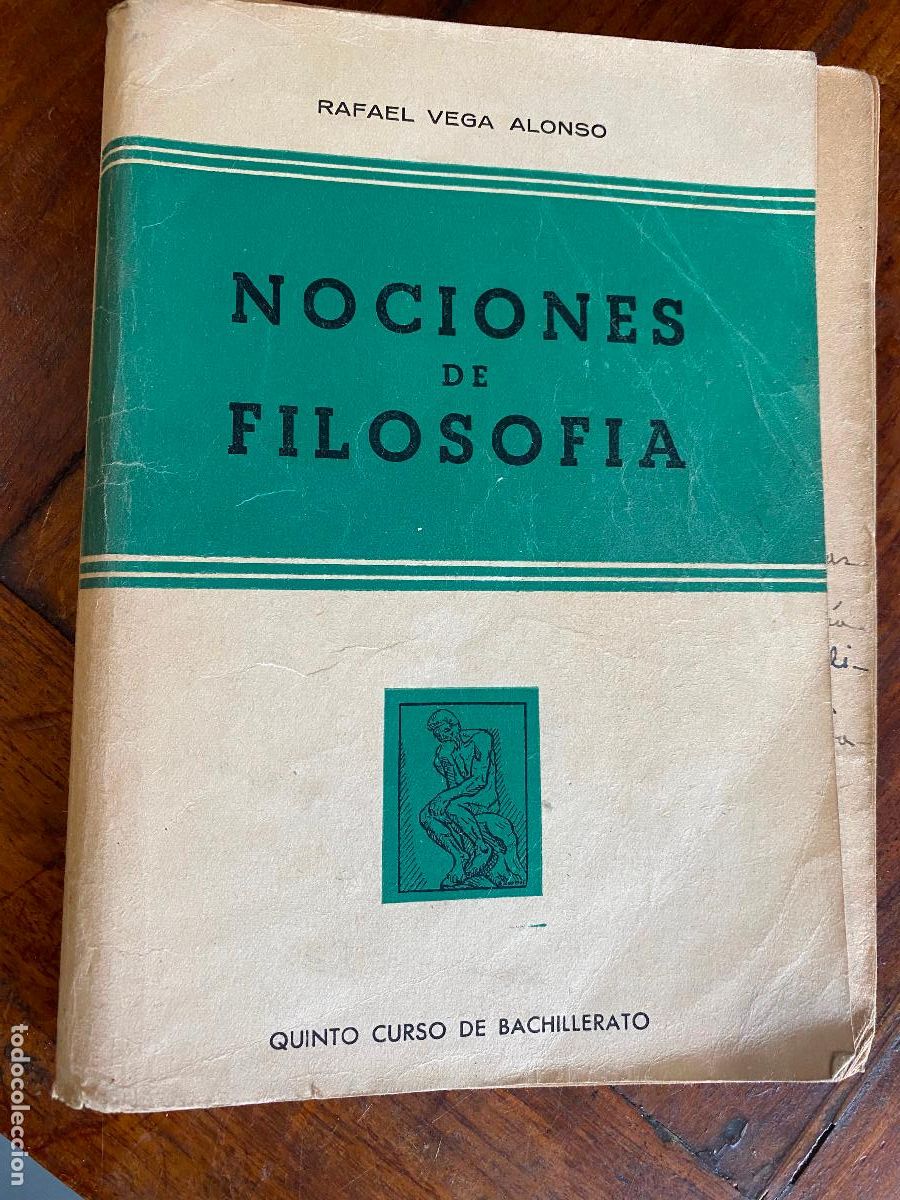 RAFAEL VEGA ALONSO
NOCIONES
DE
FILOSOFIA
QUINTO CURSO DE BACHILLERATO
todocoleccion